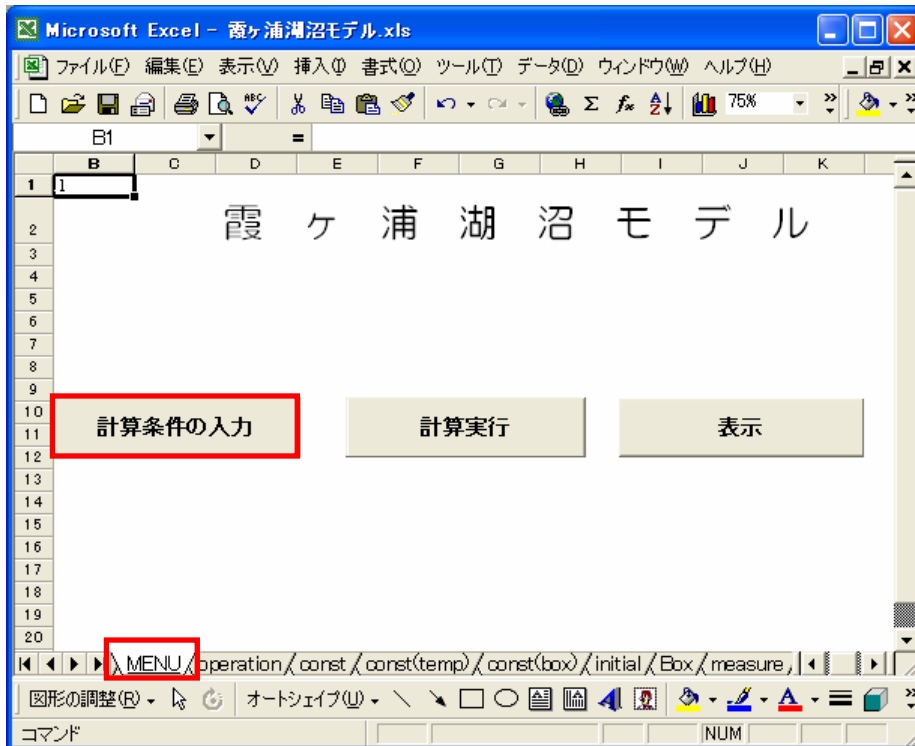 Microsoft Excel - 霞ヶ浦湖沼モデル.xls
ファイル(F) 編集(E) 表示(V) 挿入(I) 書式(O) ツール(T) データ(D) ウィンドウ(W) ヘルプ(H)
75%
B1 =
B C D E F G H I J K
1 1
2 霞ヶ浦湖沼モデル
3
4
5
6
7
8
9
10
11 計算条件の入力 計算実行 表示
12
13
14
15
16
17
18
19
20
MENU operation const const(temp) const(box) initial Box measure
図形の調整(R) オートシェイプ(U)
コマンド NUM